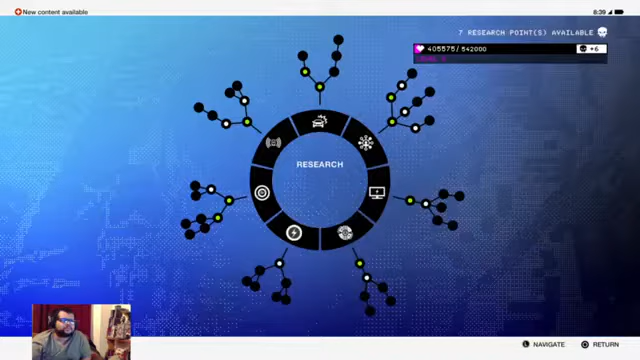 New content available
8:39
7 RESEARCH POINT(S) AVAILABLE
405575/542000
+6
RESEARCH
NAVIGATE
RETURN